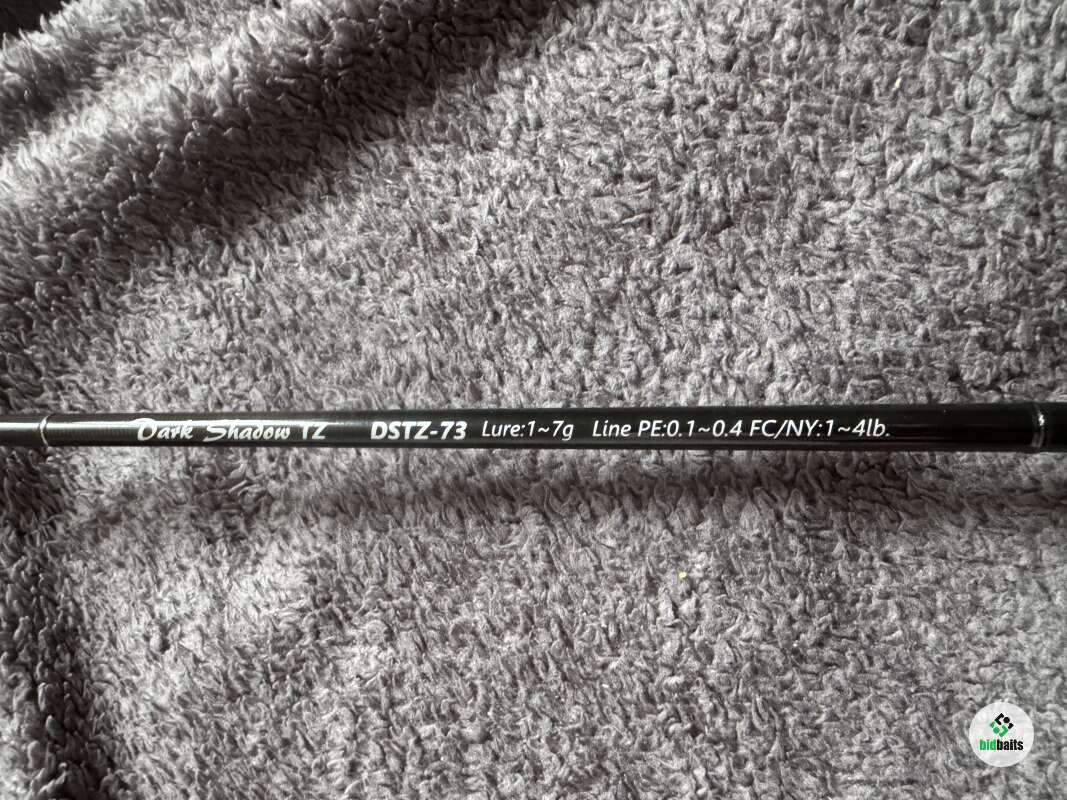 Dark Shadow TZ DSTZ-73 Lure:1~7g Line PE:0.1~0.4 FC/NY:1~4lb.
bidbaits